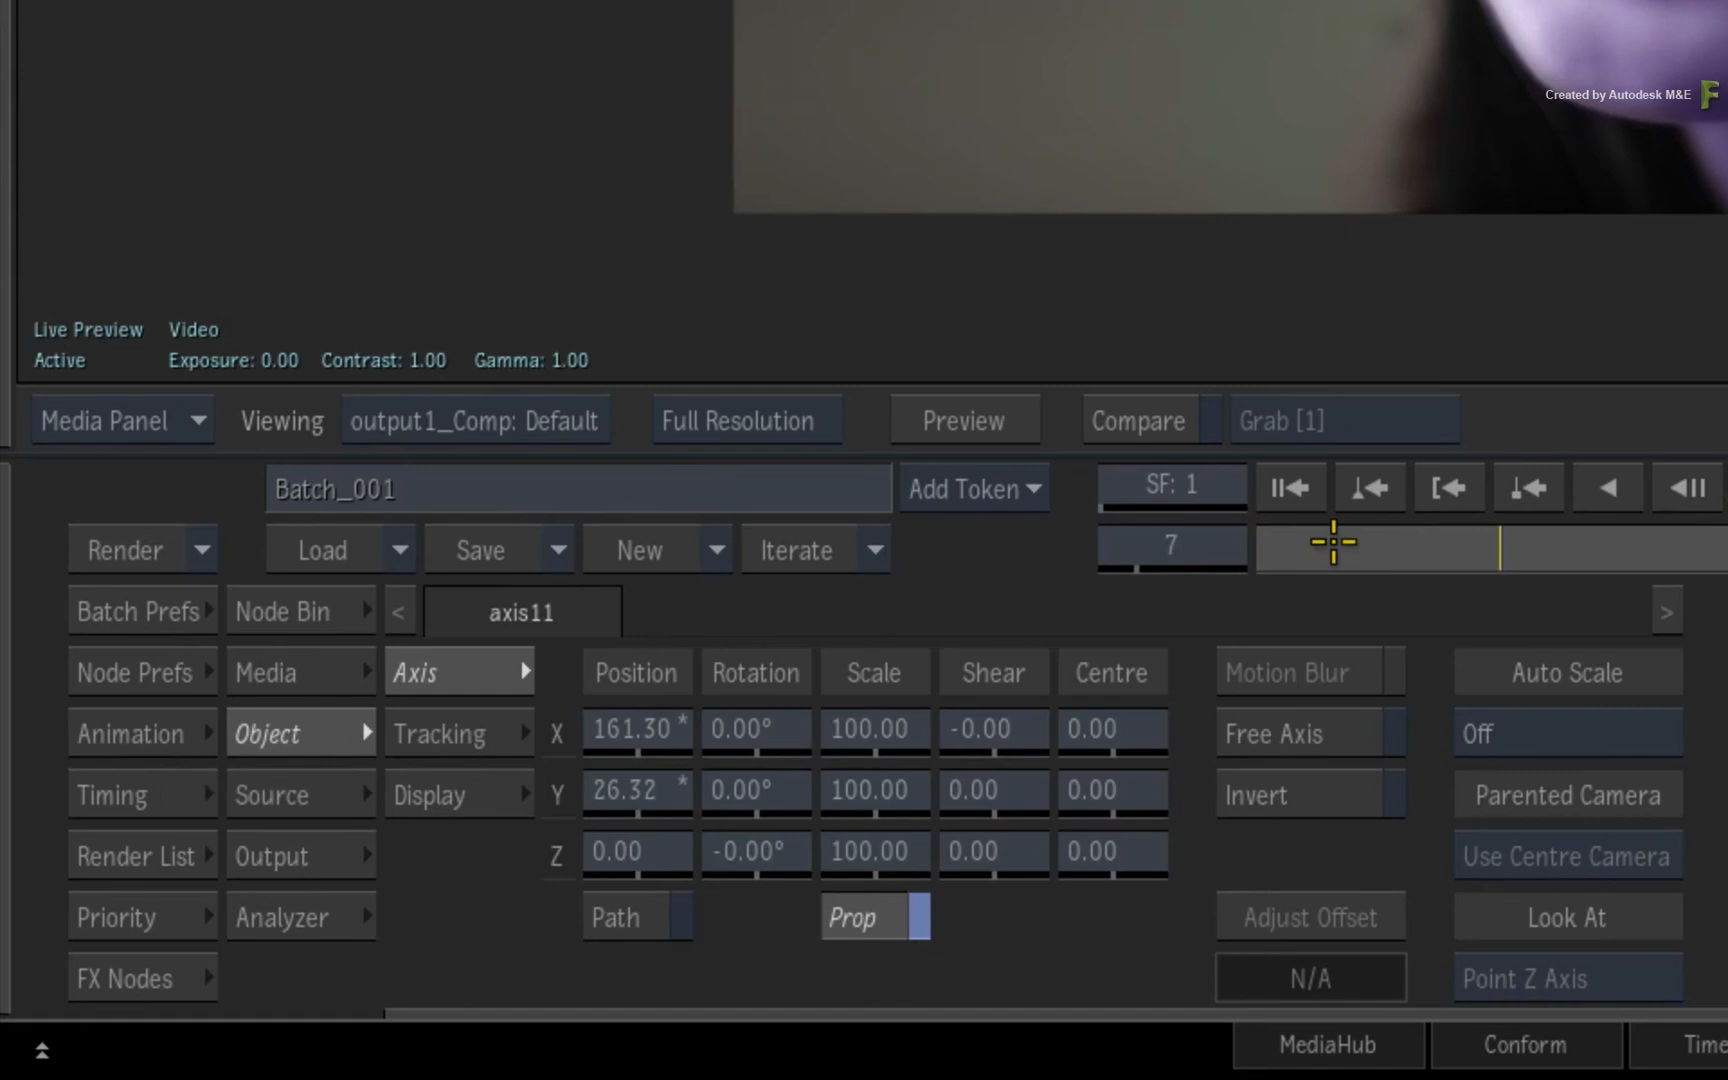 Created by Autodesk M&E
Live Preview Video
Active Exposure: 0.00 Contrast: 1.00 Gamma: 1.00
Media Panel Viewing output1_Comp: Default Full Resolution Preview Compare Grab [1]
Batch_001 Add Token SF: 1
Render Load Save New Iterate 7
Batch Prefs Node Bin < axis11 >
Node Prefs Media Axis Position Rotation Scale Shear Centre Motion Blur Auto Scale
Animation Object Tracking X 161.30 * 0.00° 100.00 -0.00 0.00 Free Axis Off
Timing Source Display Y 26.32 * 0.00° 100.00 0.00 0.00 Invert Parented Camera
Render List Output Z 0.00 -0.00° 100.00 0.00 0.00 Use Centre Camera
Priority Analyzer Path Prop Adjust Offset Look At
FX Nodes N/A Point Z Axis
MediaHub Conform Time